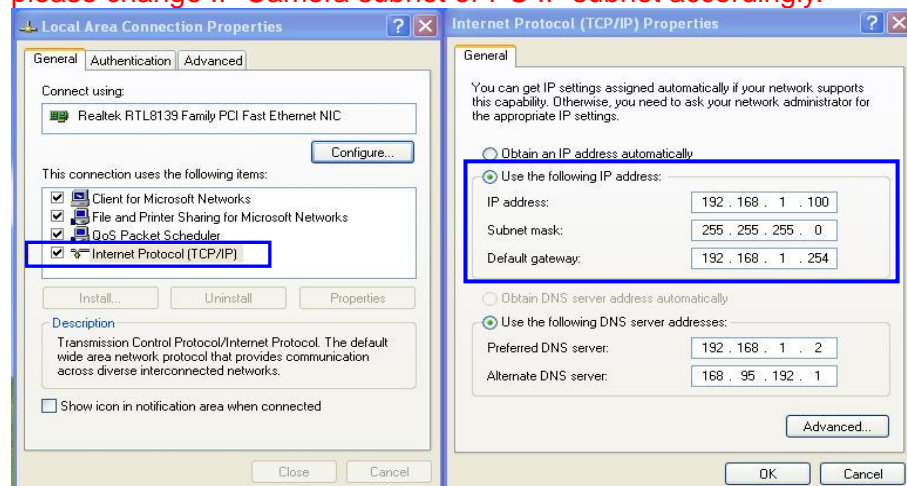 please change IP Camera subnet or PC IP subnet accordingly.
Local Area Connection Properties
General Authentication Advanced
Connect using:
Realtek RTL8139 Family PCI Fast Ethernet NIC
Configure...
This connection uses the following items:
Client for Microsoft Networks
File and Printer Sharing for Microsoft Networks
QoS Packet Scheduler
Internet Protocol (TCP/IP)
Install... Uninstall Properties
Description
Transmission Control Protocol/Internet Protocol. The default
wide area network protocol that provides communication
across diverse interconnected networks.
Show icon in notification area when connected
Close Cancel
Internet Protocol (TCP/IP) Properties
General
You can get IP settings assigned automatically if your network supports
this capability. Otherwise, you need to ask your network administrator for
the appropriate IP settings.
Obtain an IP address automatically
Use the following IP address:
IP address: 192 . 168 . 1 . 100
Subnet mask: 255 . 255 . 255 . 0
Default gateway: 192 . 168 . 1 . 254
Obtain DNS server address automatically
Use the following DNS server addresses:
Preferred DNS server: 192 . 168 . 1 . 2
Alternate DNS server: 168 . 95 . 192 . 1
Advanced...
OK Cancel